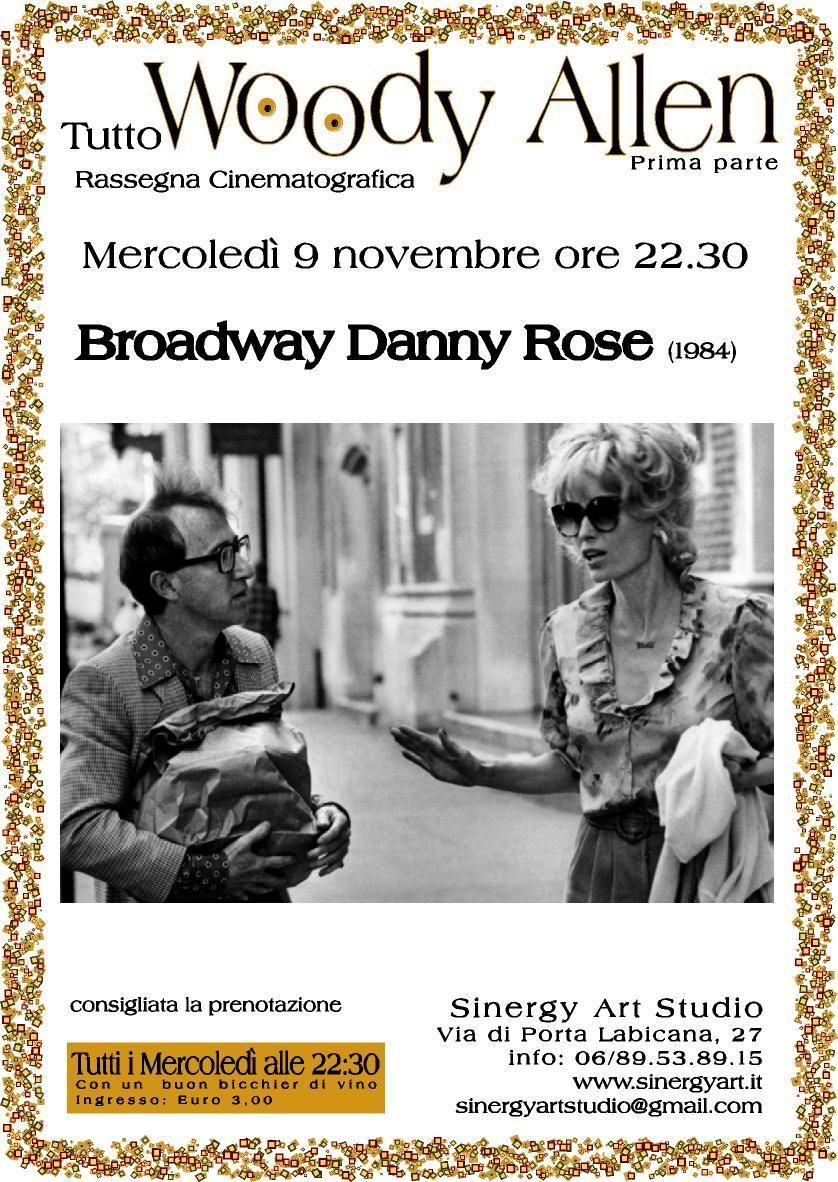 Tutto Woody Allen
Prima parte
Rassegna Cinematografica
Mercoledì 9 novembre ore 22.30
Broadway Danny Rose (1984)
consigliata la prenotazione
Tutti i Mercoledì alle 22:30
Con un buon bicchier di vino
Ingresso: Euro 3,00
Sinergy Art Studio
Via di Porta Labicana, 27
info: 06/89.53.89.15
www.sinergyart.it
sinergyartstudio@gmail.com